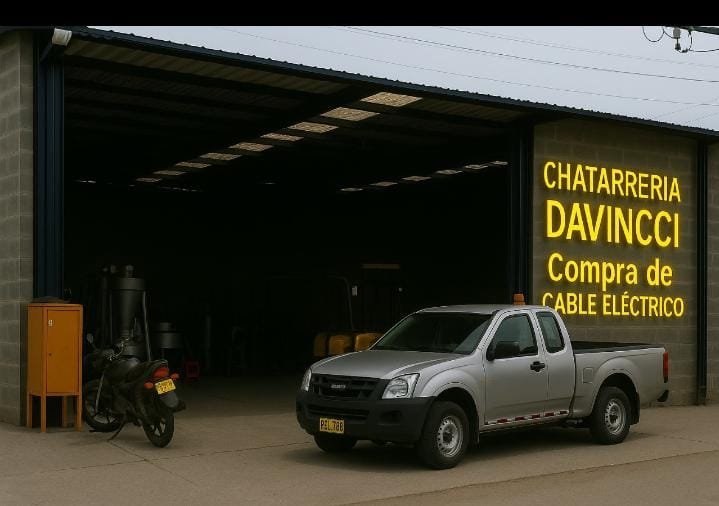 CHATARRERIA
DAVINCCI
Compra de
CABLE ELÉCTRICO